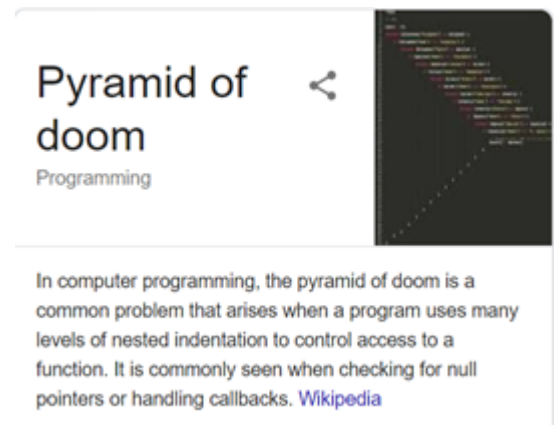 Pyramid of
doom
Programming
In computer programming, the pyramid of doom is a
common problem that arises when a program uses many
levels of nested indentation to control access to a
function. It is commonly seen when checking for null
pointers or handling callbacks. Wikipedia